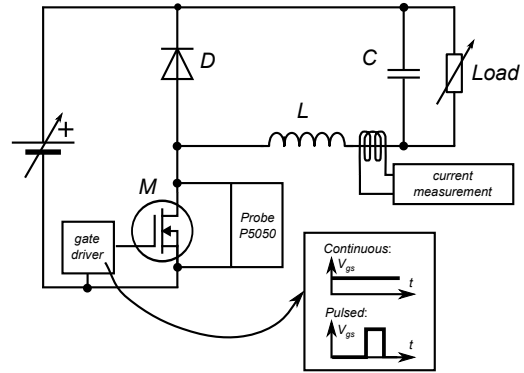 D
C
Load
+
L
M
current
measurement
Probe
P5050
gate
driver
Continuous:
Vgs
t
Pulsed:
Vgs
t